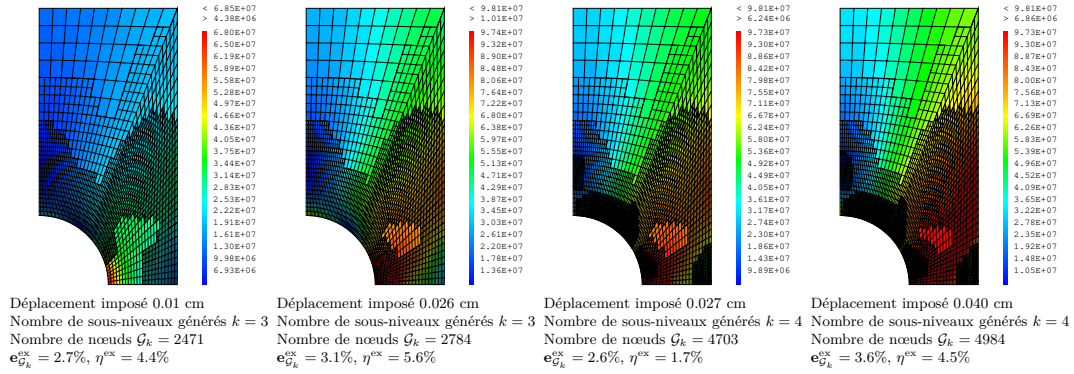 < 6.85E+07
> 4.38E+06
6.80E+07
6.50E+07
6.19E+07
5.89E+07
5.58E+07
5.28E+07
4.97E+07
4.66E+07
4.36E+07
4.05E+07
3.75E+07
3.44E+07
3.14E+07
2.83E+07
2.53E+07
2.22E+07
1.91E+07
1.61E+07
1.30E+07
9.98E+06
6.93E+06
Déplacement imposé 0.01 cm
Nombre de sous-niveaux générés k = 3
Nombre de nœuds 𝒢ₖ = 2471
e^ex_𝒢ₖ = 2.7%, η^ex = 4.4%
< 9.81E+07
> 1.01E+07
9.74E+07
9.32E+07
8.90E+07
8.48E+07
8.06E+07
7.64E+07
7.22E+07
6.80E+07
6.38E+07
5.97E+07
5.55E+07
5.13E+07
4.71E+07
4.29E+07
3.87E+07
3.45E+07
3.03E+07
2.61E+07
2.20E+07
1.78E+07
1.36E+07
Déplacement imposé 0.026 cm
Nombre de sous-niveaux générés k = 3
Nombre de nœuds 𝒢ₖ = 2784
e^ex_𝒢ₖ = 3.1%, η^ex = 5.6%
< 9.81E+07
> 6.24E+06
9.73E+07
9.30E+07
8.86E+07
8.42E+07
7.98E+07
7.55E+07
7.11E+07
6.67E+07
6.24E+07
5.80E+07
5.36E+07
4.92E+07
4.49E+07
4.05E+07
3.61E+07
3.17E+07
2.74E+07
2.30E+07
1.86E+07
1.43E+07
9.89E+06
Déplacement imposé 0.027 cm
Nombre de sous-niveaux générés k = 4
Nombre de nœuds 𝒢ₖ = 4703
e^ex_𝒢ₖ = 2.6%, η^ex = 1.7%
< 9.81E+07
> 6.86E+06
9.73E+07
9.30E+07
8.86E+07
8.43E+07
8.00E+07
7.56E+07
7.13E+07
6.69E+07
6.26E+07
5.82E+07
5.39E+07
4.96E+07
4.52E+07
4.09E+07
3.65E+07
3.22E+07
2.78E+07
2.35E+07
1.92E+07
1.48E+07
1.05E+07
Déplacement imposé 0.040 cm
Nombre de sous-niveaux générés k = 4
Nombre de nœuds 𝒢ₖ = 4984
e^ex_𝒢ₖ = 3.6%, η^ex = 4.5%